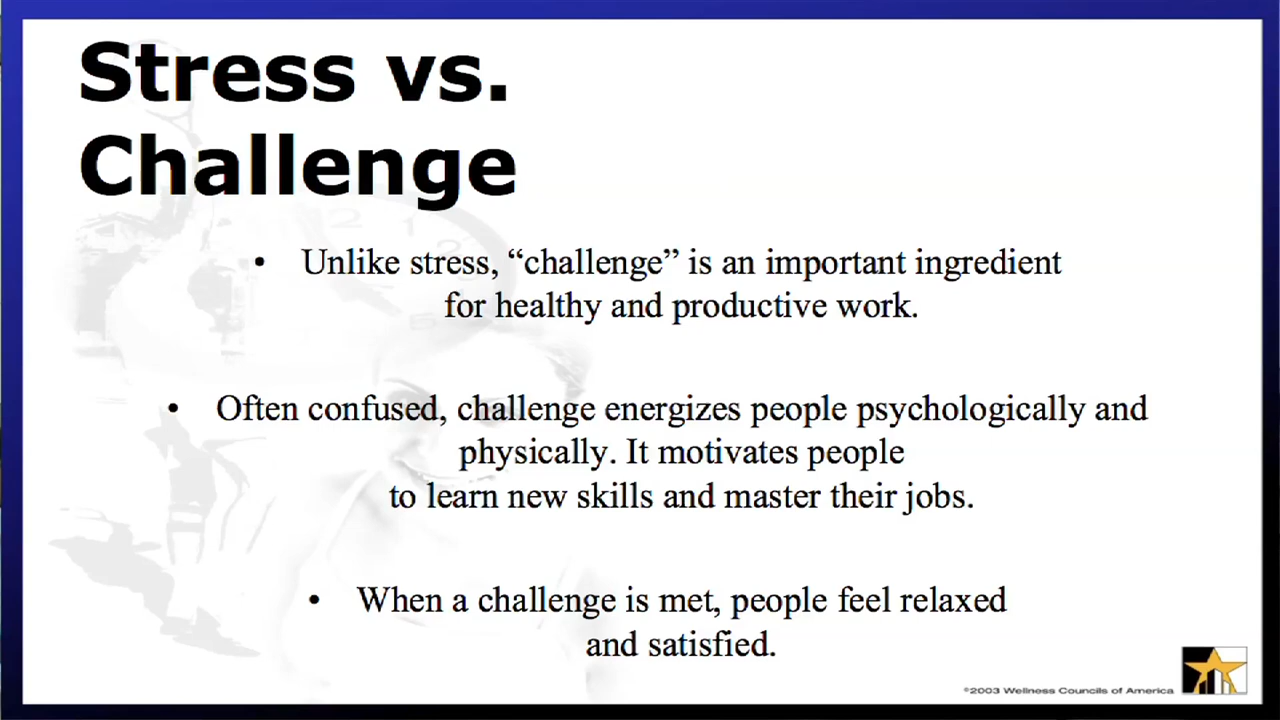 Stress vs.
Challenge
• Unlike stress, “challenge” is an important ingredient
for healthy and productive work.
• Often confused, challenge energizes people psychologically and
physically. It motivates people
to learn new skills and master their jobs.
• When a challenge is met, people feel relaxed
and satisfied.
©2003 Wellness Councils of America